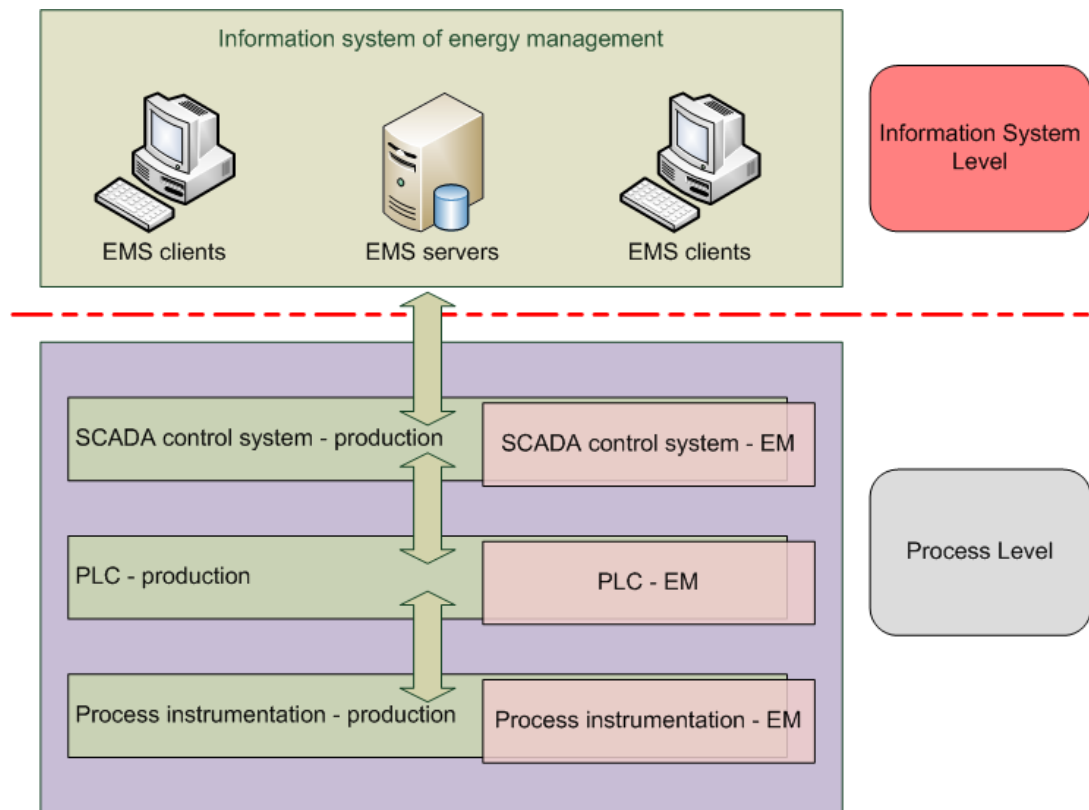 Information system of energy management
EMS clients
EMS servers
EMS clients
Information System
Level
SCADA control system - production
SCADA control system - EM
PLC - production
PLC - EM
Process Level
Process instrumentation - production
Process instrumentation - EM